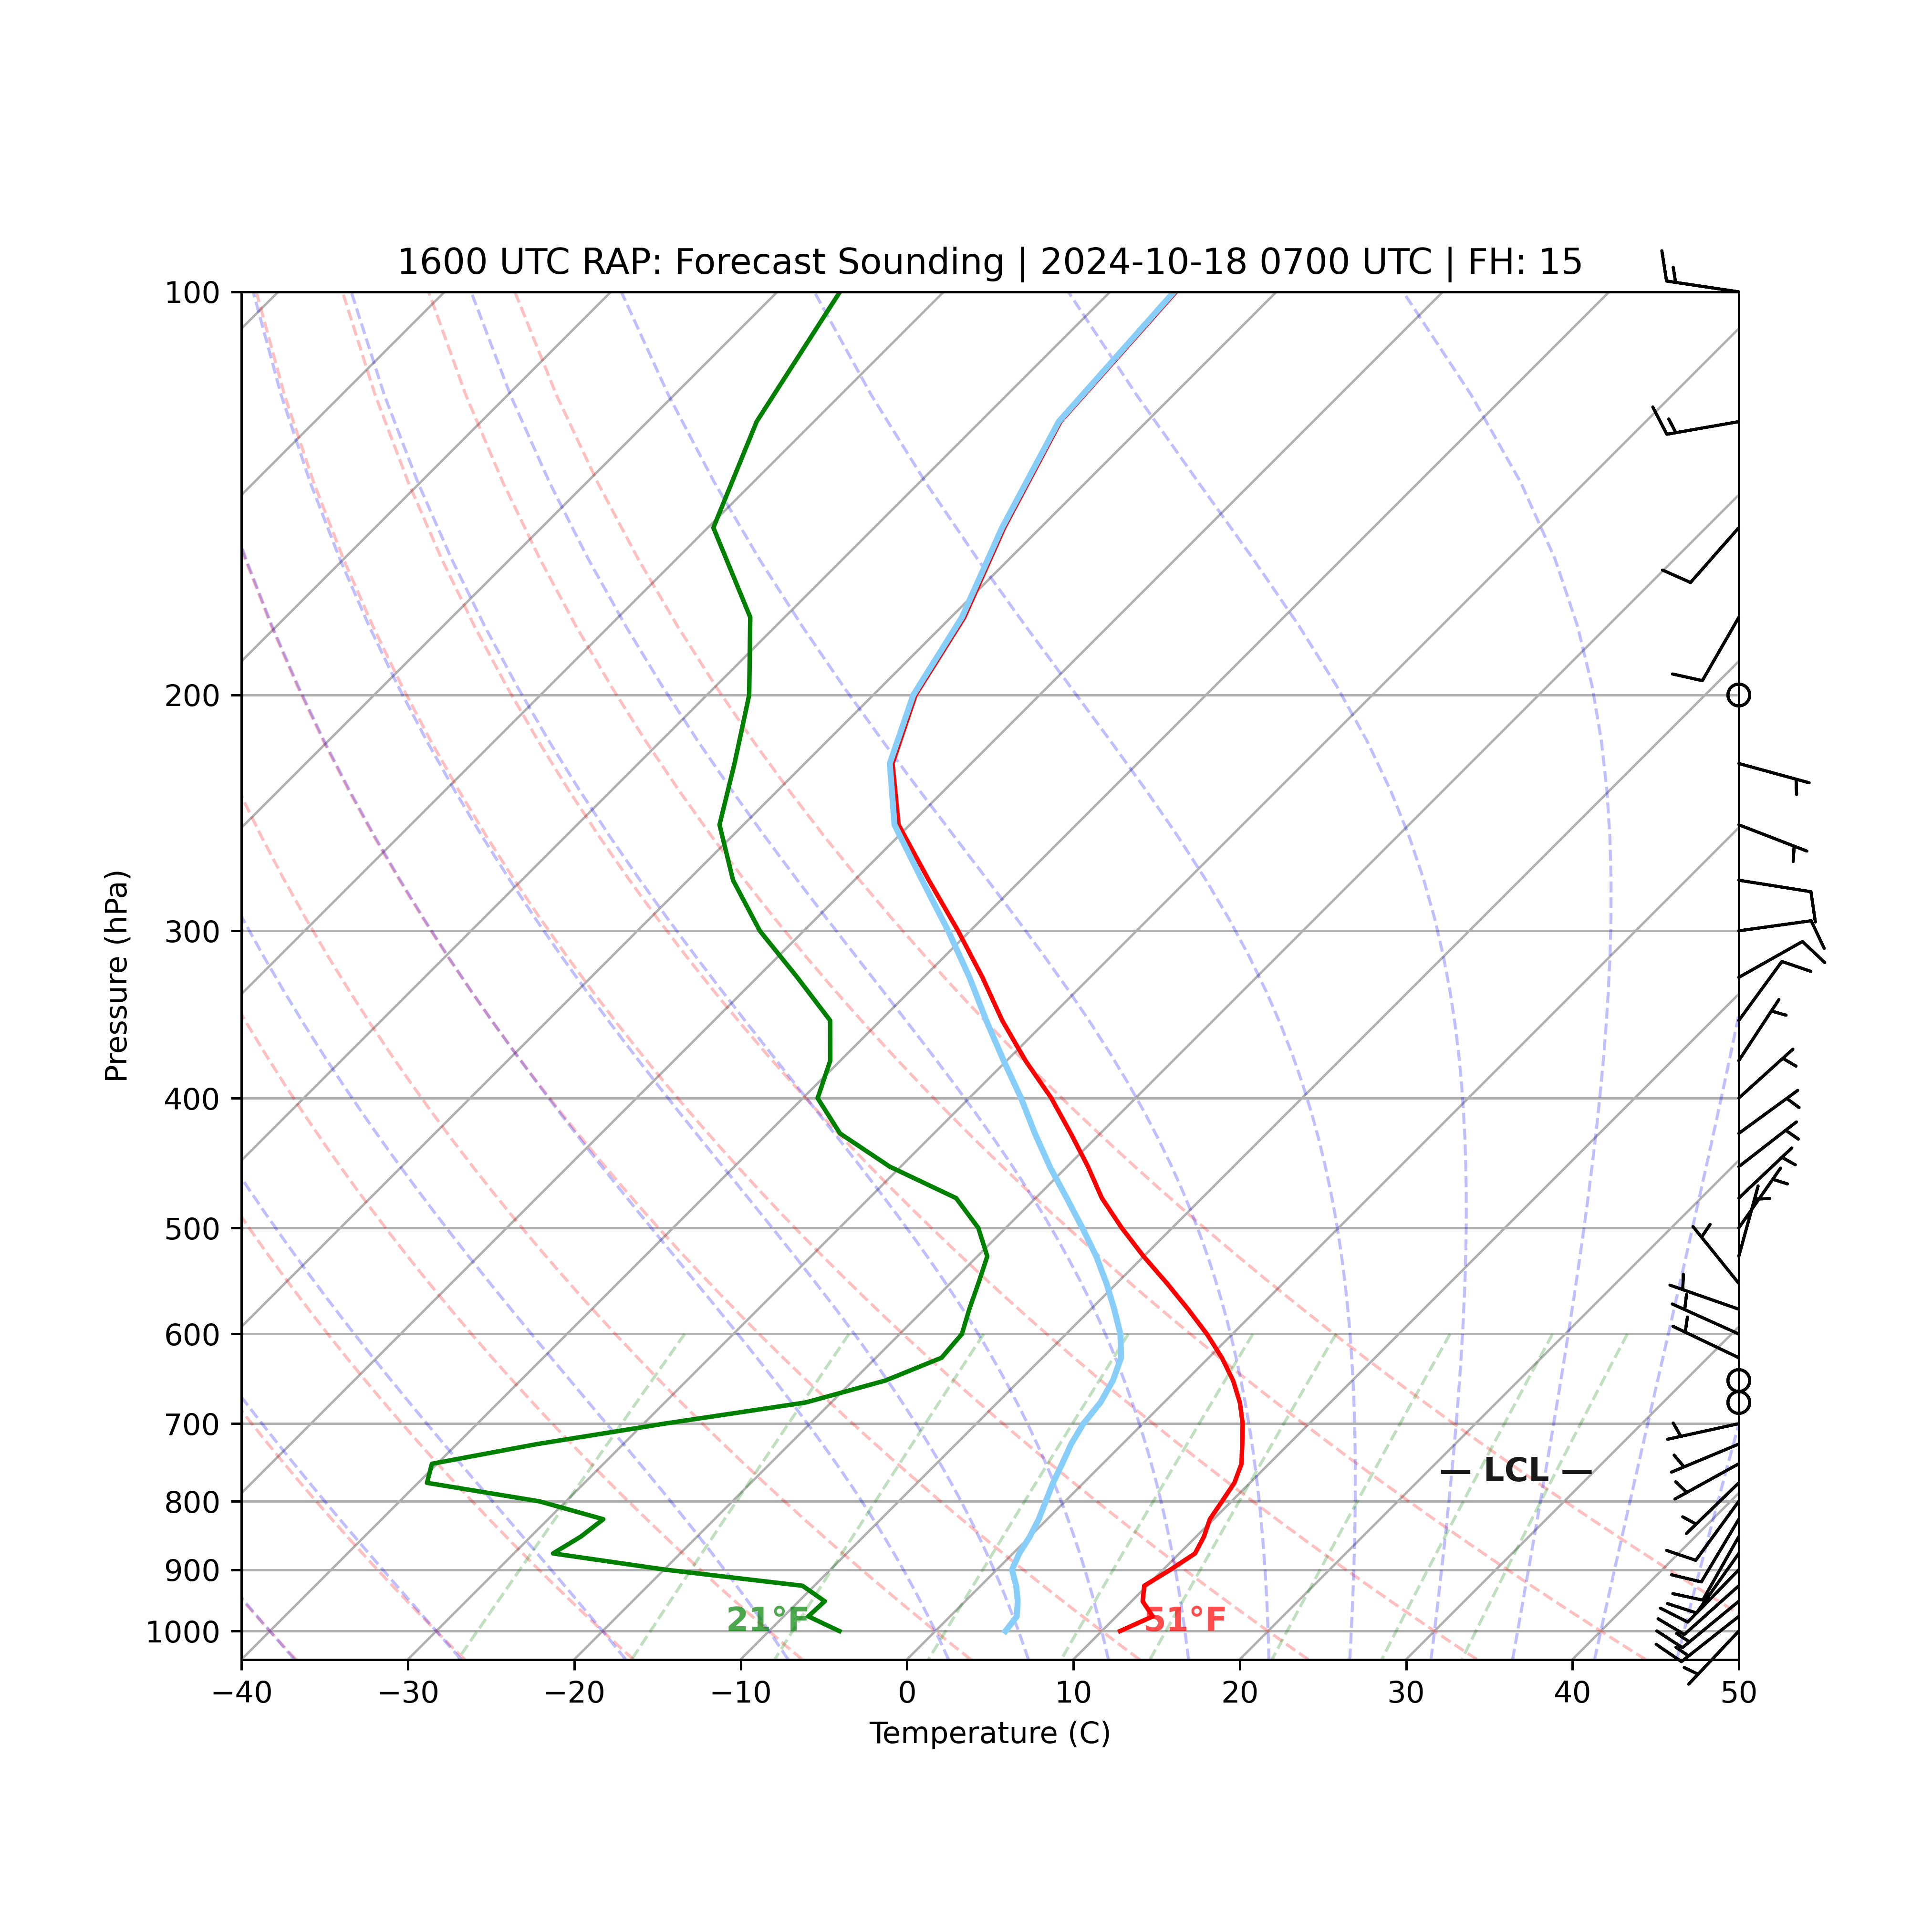 1600 UTC RAP: Forecast Sounding | 2024-10-18 0700 UTC | FH: 15
100
200
300
400
500
600
700
800
900
1000
Pressure (hPa)
— LCL —
21°F
51°F
−40 −30 −20 −10 0 10 20 30 40 50
Temperature (C)